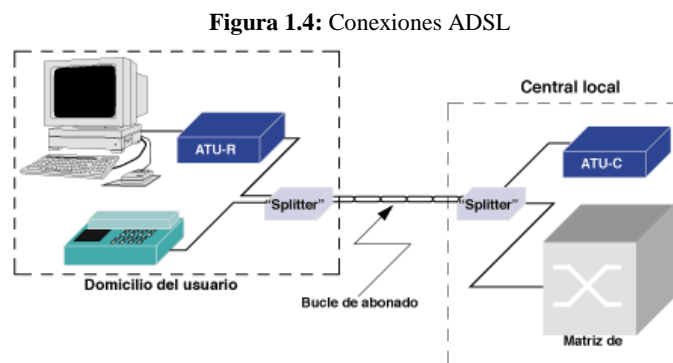 Figura 1.4: Conexiones ADSL
Central local
ATU-R
ATU-C
"Splitter"
"Splitter"
Domicilio del usuario
Bucle de abonado
Matriz de